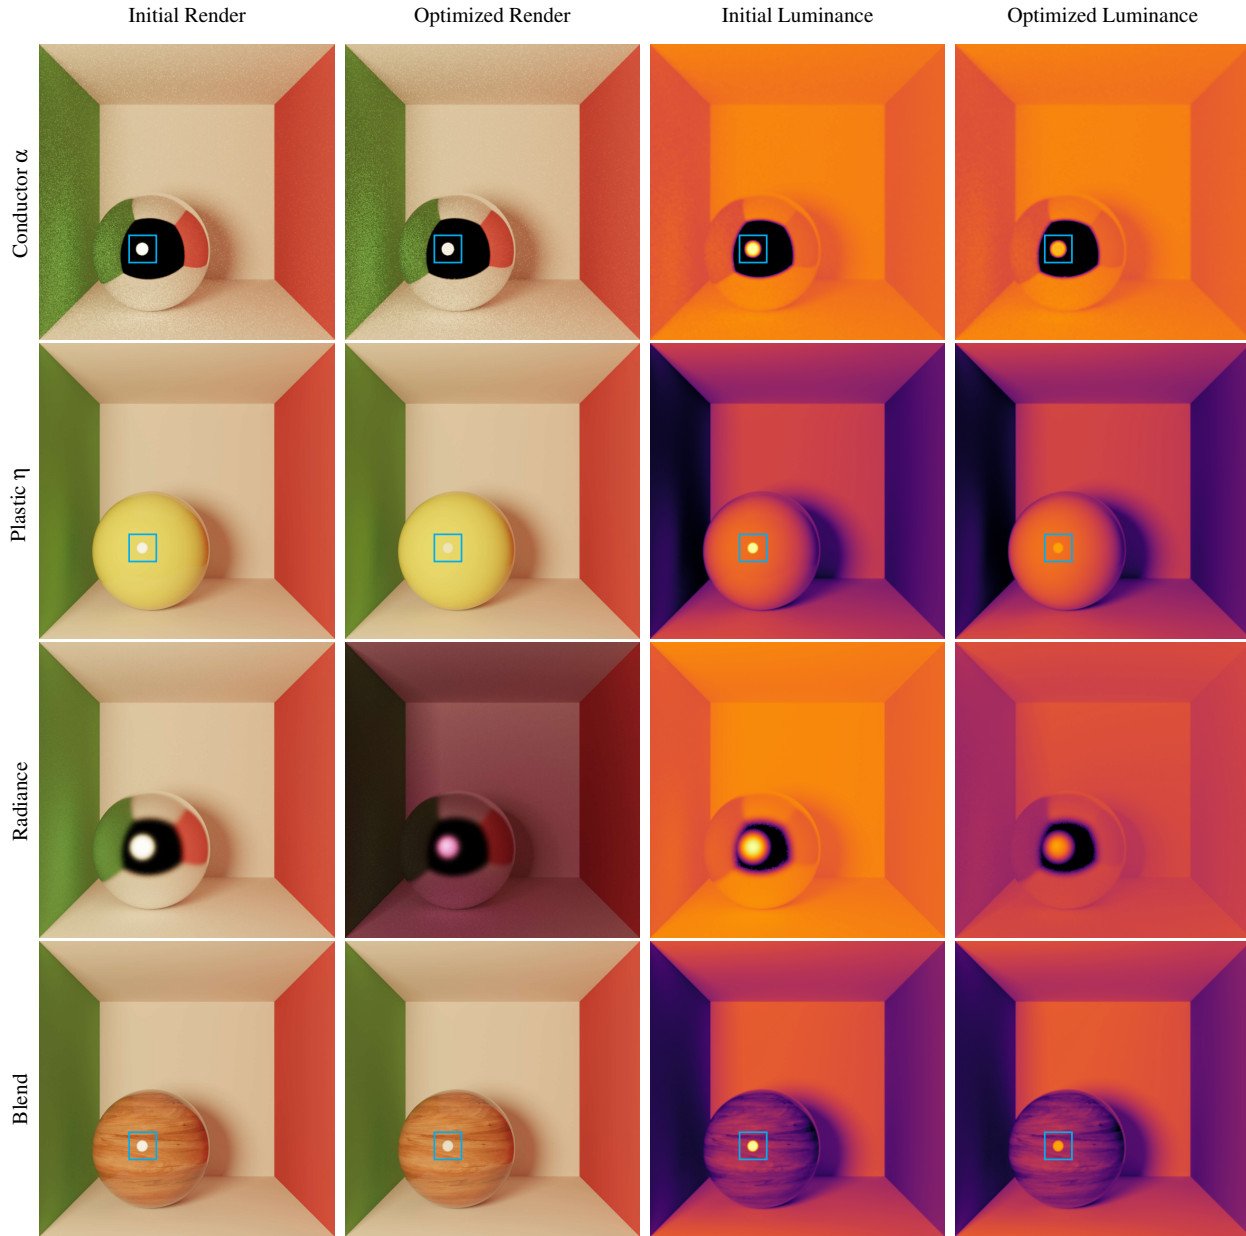 Initial Render
Optimized Render
Initial Luminance
Optimized Luminance
Conductor α
Plastic η
Radiance
Blend